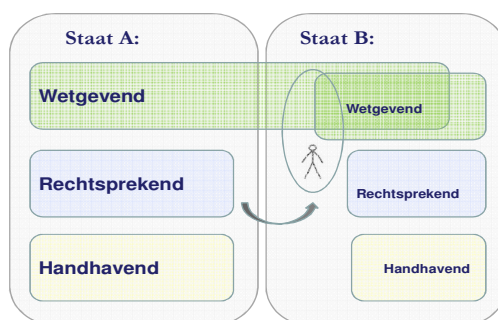 Staat A:
Staat B:
Wetgevend
Wetgevend
Rechtsprekend
Rechtsprekend
Handhavend
Handhavend